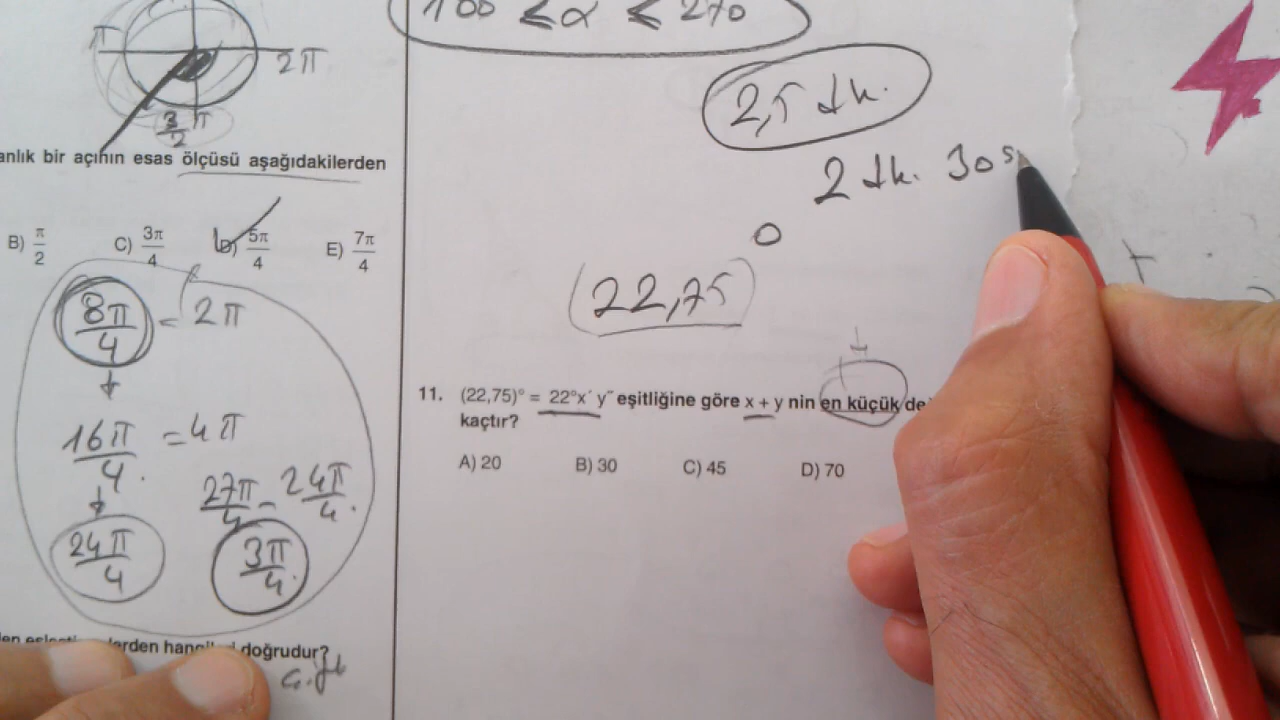 π
2π
3/2 π
anlık bir açının esas ölçüsü aşağıdakilerden
B) π/2 C) 3π/4 D) 5π/4 E) 7π/4
8π/4 = 2π
16π/4 = 4π
24π/4
27π/4 - 24π/4
3π/4
doğrudur?
≤ α ≤ 270
2,5 dk.
2 dk. 30 s
(22,75)°
11. (22,75)° = 22°x′ y″ eşitliğine göre x + y nin en küçük
kaçtır?
A) 20 B) 30 C) 45 D) 70